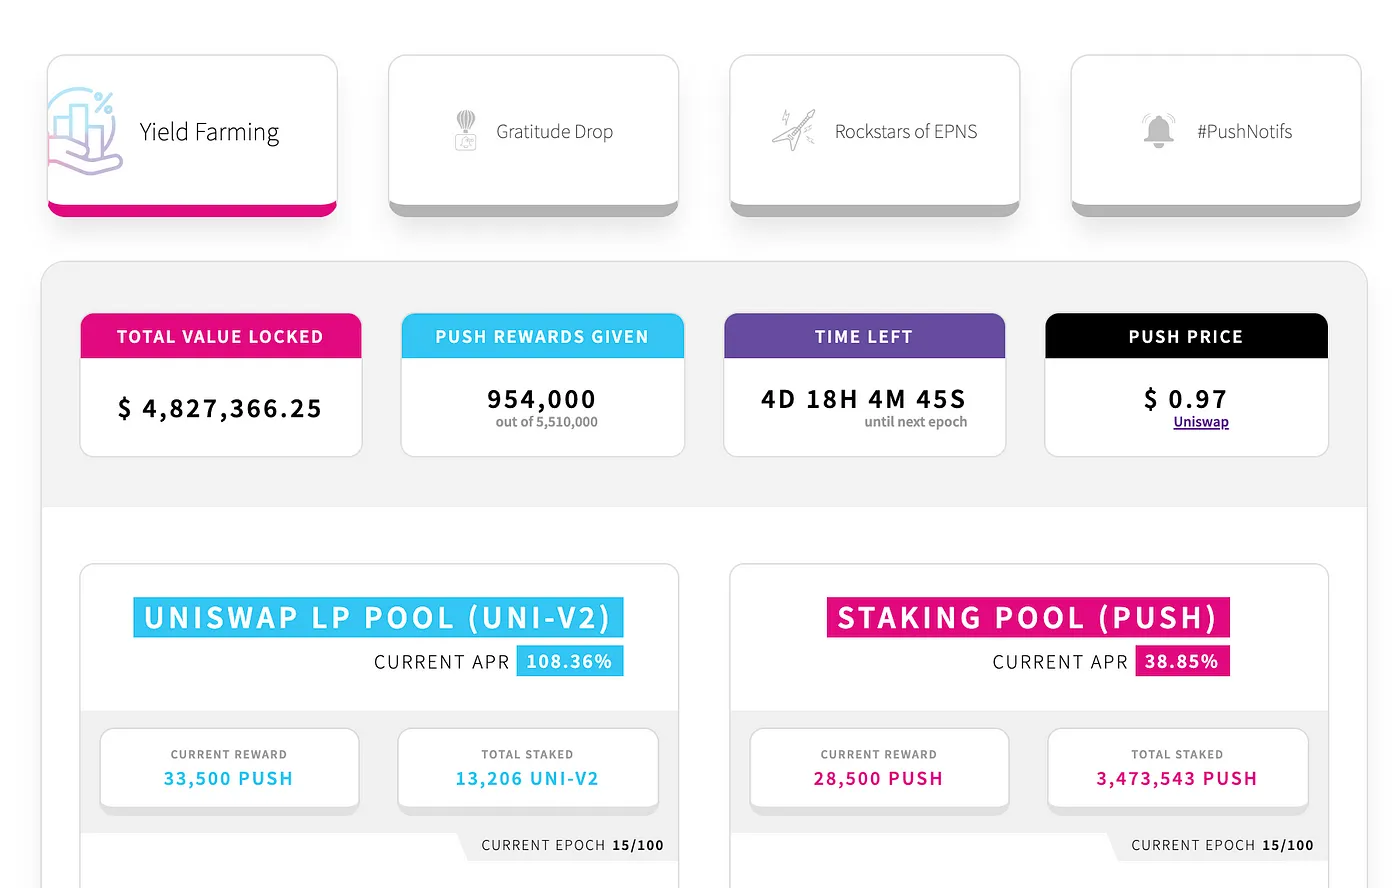 Yield Farming
Gratitude Drop
Rockstars of EPNS
#PushNotifs
TOTAL VALUE LOCKED
$ 4,827,366.25
PUSH REWARDS GIVEN
954,000
out of 5,510,000
TIME LEFT
4D 18H 4M 45S
until next epoch
PUSH PRICE
$ 0.97
Uniswap
UNISWAP LP POOL (UNI-V2)
CURRENT APR 108.36%
CURRENT REWARD
33,500 PUSH
TOTAL STAKED
13,206 UNI-V2
CURRENT EPOCH 15/100
STAKING POOL (PUSH)
CURRENT APR 38.85%
CURRENT REWARD
28,500 PUSH
TOTAL STAKED
3,473,543 PUSH
CURRENT EPOCH 15/100